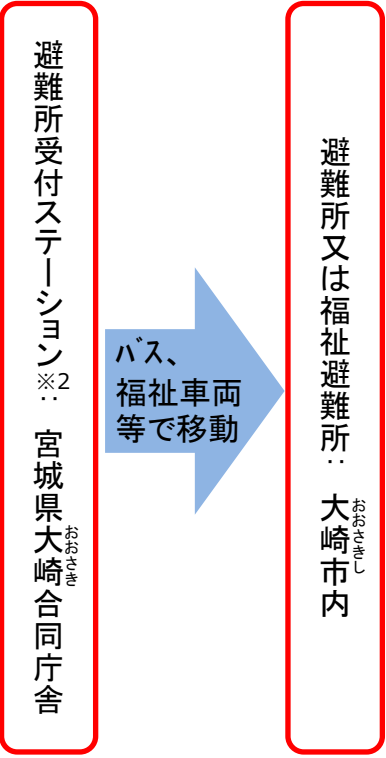 避難所受付ステーション※2：宮城県大崎合同庁舎
おおさき
バス、
福祉車両
等で移動
避難所又は福祉避難所：大崎市内
おおさきし